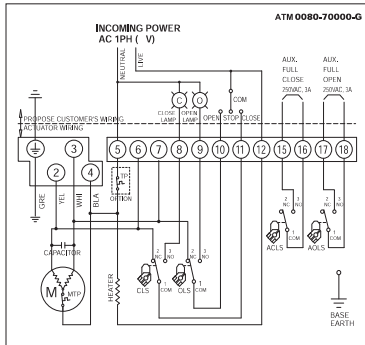 ATM 0080-70000-G
INCOMING POWER
AC 1PH ( V)
NEUTRAL
LIVE
AUX.
FULL
CLOSE
250VAC, 3A
AUX.
FULL
OPEN
250VAC, 3A
C
O
COM
CLOSE
LAMP
OPEN
LAMP
OPEN STOP CLOSE
PROPOSE CUSTOMER'S WIRING
ACTUATOR WIRING
3
5 6 7 8 9 10 11 12 15 16 17 18
2
4
TP
OPTION
GRE
YEL
WHI
BLA
CAPACITOR
M
MTP
HEATER
2
NC
3
NO
1
COM
CLS
2
NC
3
NO
1
COM
OLS
2
NC
3
NO
1
COM
ACLS
2
NC
3
NO
1
COM
AOLS
BASE
EARTH